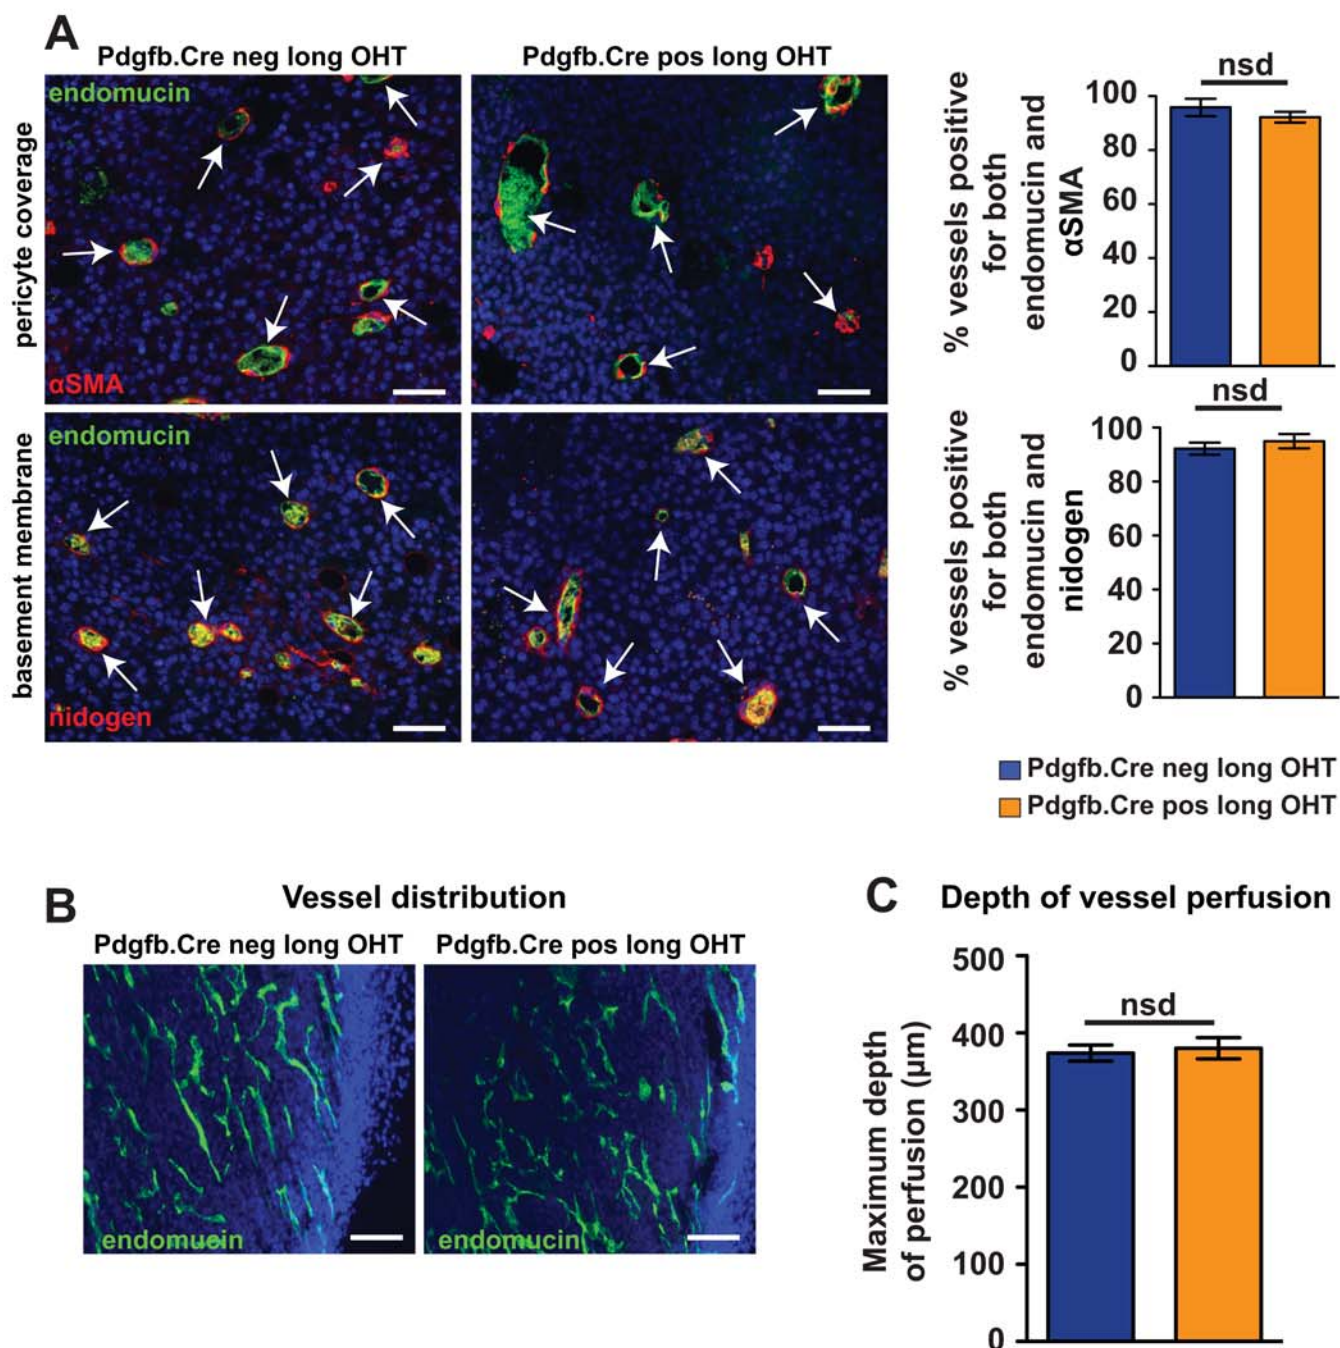 A
Pdgfb.Cre neg long OHT
Pdgfb.Cre pos long OHT
pericyte coverage
endomucin
αSMA
% vessels positive
for both
endomucin and
αSMA
nsd
100
80
60
40
20
0
basement membrane
endomucin
nidogen
% vessels positive
for both
endomucin and
nidogen
nsd
100
80
60
40
20
0
Pdgfb.Cre neg long OHT
Pdgfb.Cre pos long OHT
B
Vessel distribution
Pdgfb.Cre neg long OHT
Pdgfb.Cre pos long OHT
endomucin
endomucin
C
Depth of vessel perfusion
Maximum depth
of perfusion (µm)
nsd
500
400
300
200
100
0